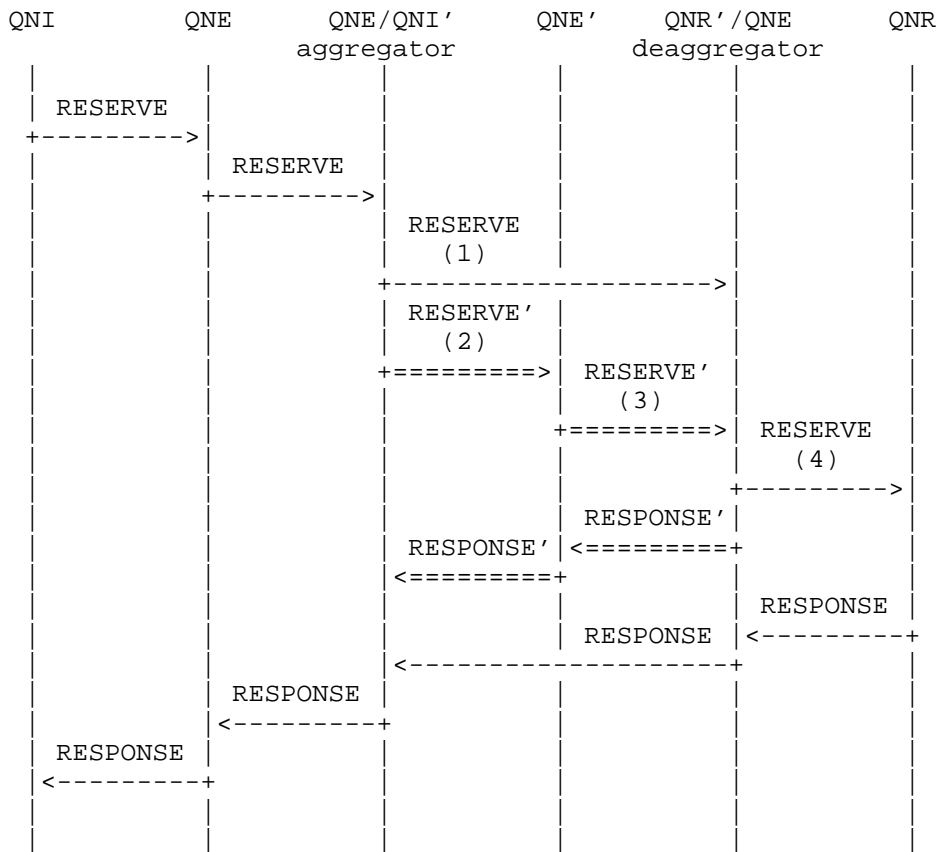 QNI QNE QNE/QNI' QNE' QNR'/QNE QNR
aggregator deaggregator
RESERVE
RESERVE
RESERVE
(1)
RESERVE'
(2)
RESERVE'
(3)
RESERVE
(4)
RESPONSE'
RESPONSE'
RESPONSE
RESPONSE
RESPONSE
RESPONSE